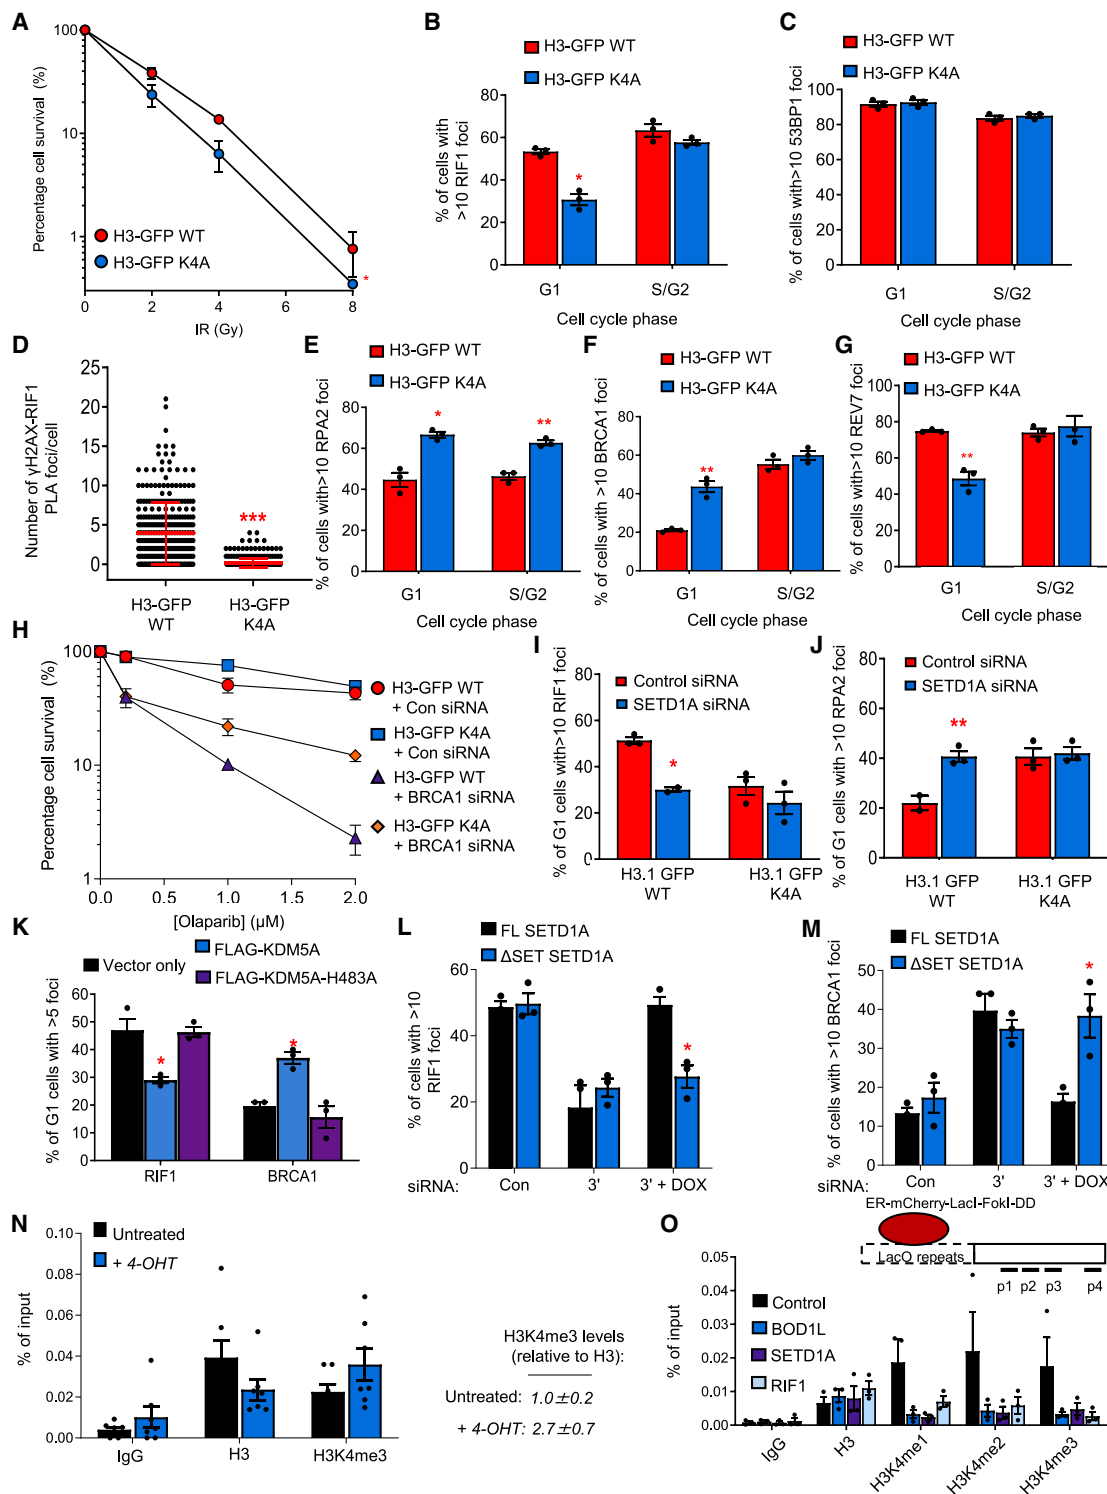 A
Percentage cell survival (%)
100
10
1
H3-GFP WT
H3-GFP K4A
*
0 2 4 6 8
IR (Gy)
B
H3-GFP WT
H3-GFP K4A
% of cells with
>10 RIF1 foci
80
60
40
20
0
*
G1 S/G2
Cell cycle phase
C
H3-GFP WT
H3-GFP K4A
% of cells with>10 53BP1 foci
100
80
60
40
20
0
G1 S/G2
Cell cycle phase
D
Number of γH2AX-RIF1
PLA foci/cell
25
20
15
10
5
0
***
H3-GFP
WT
H3-GFP
K4A
E
H3-GFP WT
H3-GFP K4A
% of cells with>10 RPA2 foci
80
60
40
20
0
*
**
G1 S/G2
Cell cycle phase
F
H3-GFP WT
H3-GFP K4A
% of cells with >10 BRCA1 foci
80
60
40
20
0
**
G1 S/G2
Cell cycle phase
G
H3-GFP WT
H3-GFP K4A
% of cells with>10 REV7 foci
100
80
60
40
20
0
**
G1 S/G2
Cell cycle phase
H
Percentage cell survival (%)
100
10
1
0.0 0.5 1.0 1.5 2.0
[Olaparib] (µM)
H3-GFP WT
+ Con siRNA
H3-GFP K4A
+ Con siRNA
H3-GFP WT
+ BRCA1 siRNA
H3-GFP K4A
+ BRCA1 siRNA
I
Control siRNA
SETD1A siRNA
% of G1 cells with>10 RIF1 foci
80
60
40
20
0
*
H3.1 GFP
WT
H3.1 GFP
K4A
J
Control siRNA
SETD1A siRNA
% of G1 cells with >10 RPA2 foci
80
60
40
20
0
**
H3.1 GFP
WT
H3.1 GFP
K4A
K
Vector only
FLAG-KDM5A
FLAG-KDM5A-H483A
% of G1 cells with >5 foci
60
50
40
30
20
10
0
*
*
RIF1 BRCA1
L
FL SETD1A
ΔSET SETD1A
% of cells with >10
RIF1 foci
60
40
20
0
*
siRNA: Con 3' 3' + DOX
M
FL SETD1A
ΔSET SETD1A
% of cells with >10 BRCA1 foci
50
40
30
20
10
0
*
siRNA: Con 3' 3' + DOX
N
Untreated
+ 4-OHT
% of input
0.10
0.08
0.06
0.04
0.02
0.00
IgG H3 H3K4me3
H3K4me3 levels
(relative to H3):
Untreated: 1.0±0.2
+ 4-OHT: 2.7±0.7
O
ER-mCherry-LacI-FokI-DD
LacO repeats
p1 p2 p3 p4
Control
BOD1L
SETD1A
RIF1
% of input
0.05
0.04
0.03
0.02
0.01
0.00
IgG
H3
H3K4me1
H3K4me2
H3K4me3